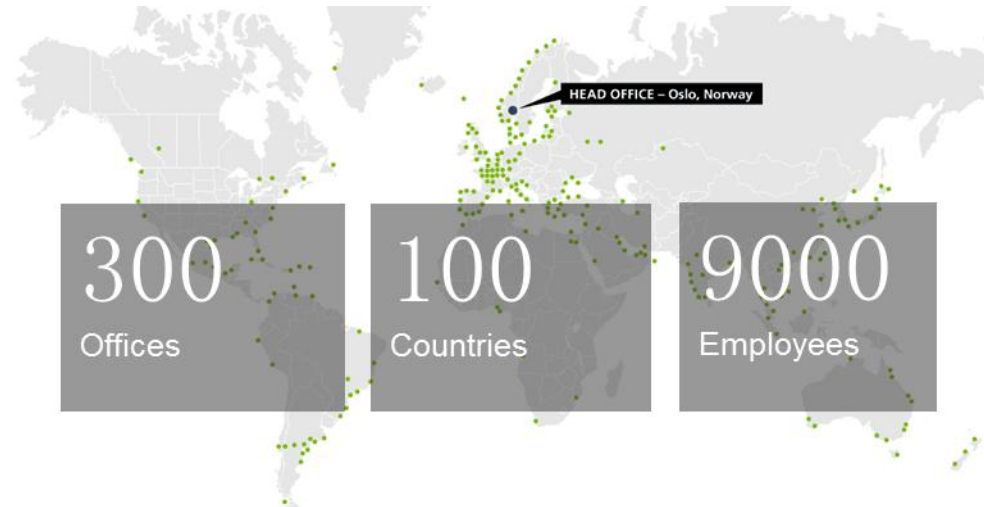 HEAD OFFICE – Oslo, Norway
300
Offices
100
Countries
9000
Employees